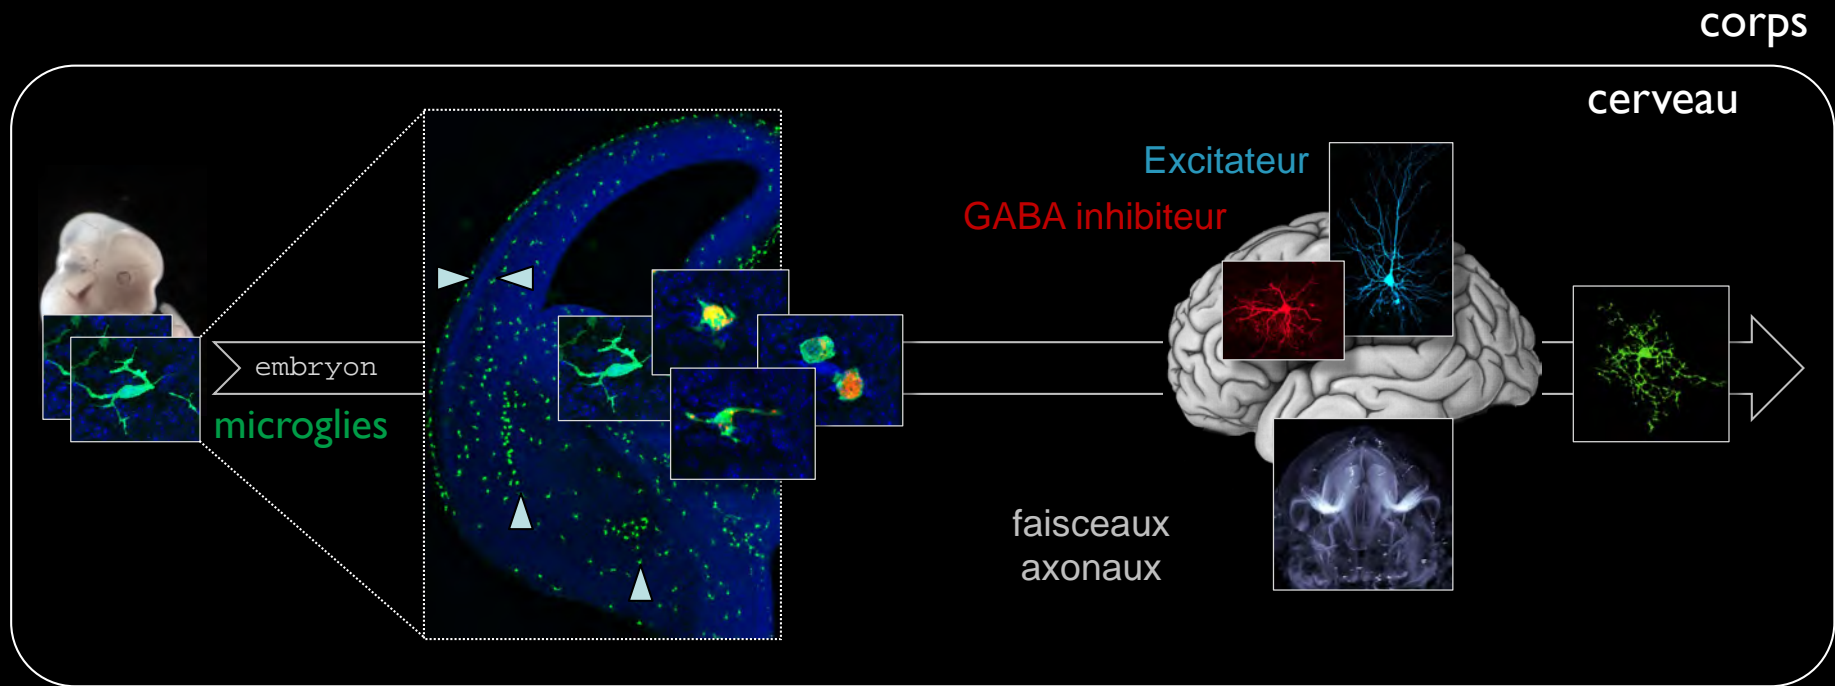 corps
cerveau
Excitateur
GABA inhibiteur
embryon
microglies
faisceaux
axonaux